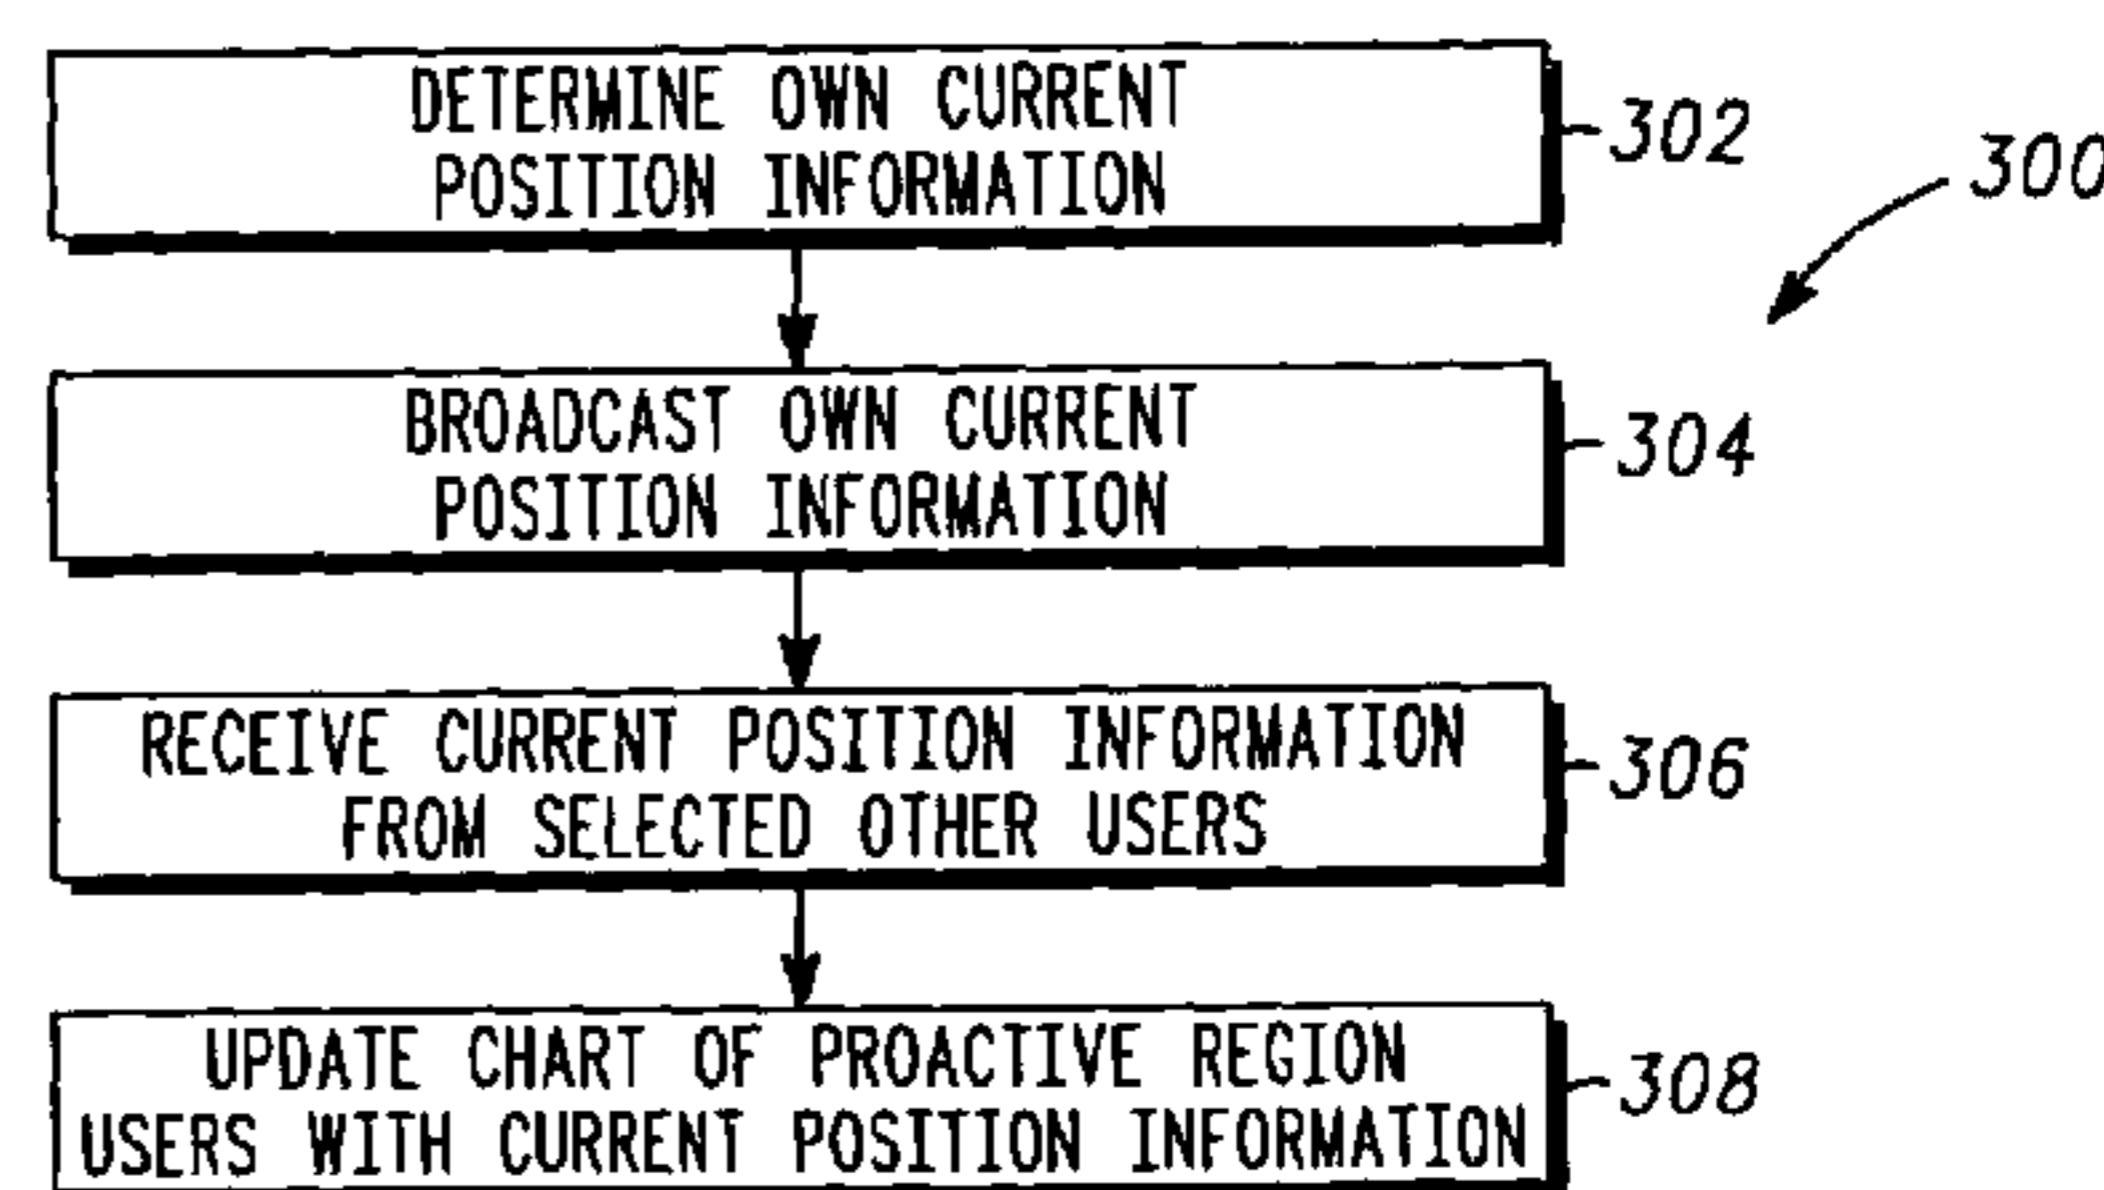 DETERMINE OWN CURRENT
POSITION INFORMATION
302
300
BROADCAST OWN CURRENT
POSITION INFORMATION
304
RECEIVE CURRENT POSITION INFORMATION
FROM SELECTED OTHER USERS
306
UPDATE CHART OF PROACTIVE REGION
USERS WITH CURRENT POSITION INFORMATION
308